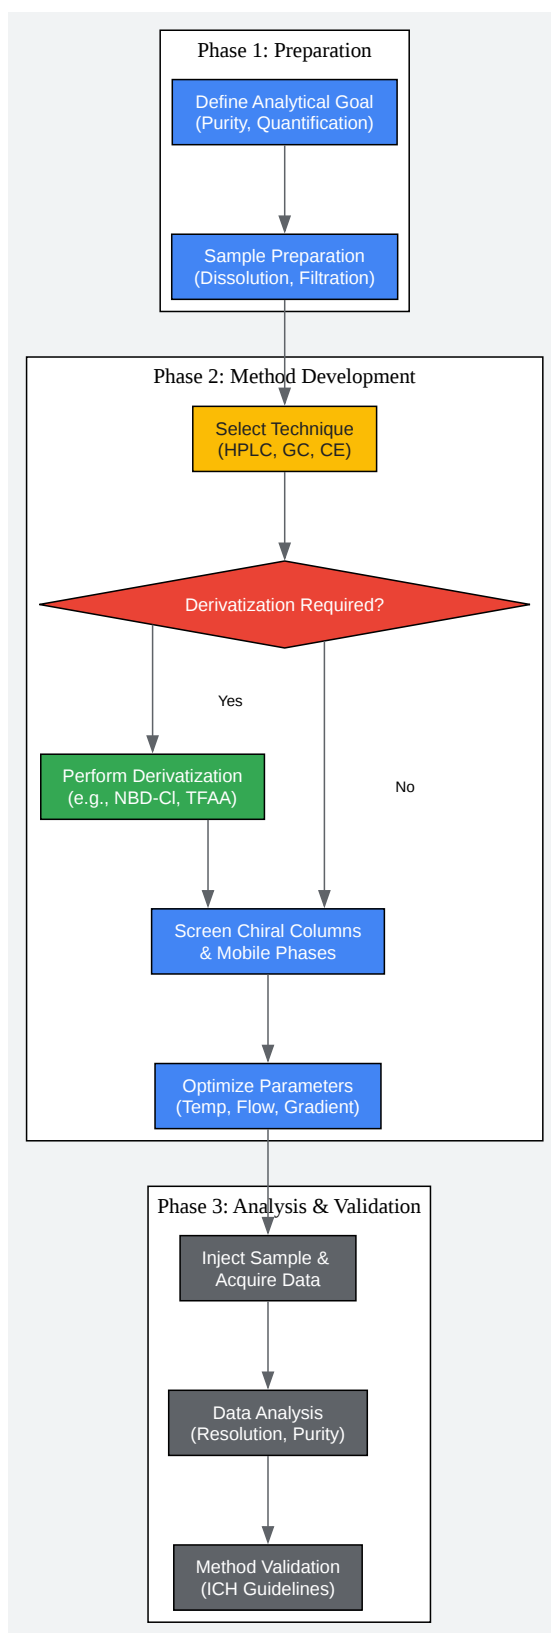 Phase 1: Preparation
Define Analytical Goal
(Purity, Quantification)
Sample Preparation
(Dissolution, Filtration)
Phase 2: Method Development
Select Technique
(HPLC, GC, CE)
Derivatization Required?
Yes
Perform Derivatization
(e.g., NBD-Cl, TFAA)
No
Screen Chiral Columns
& Mobile Phases
Optimize Parameters
(Temp, Flow, Gradient)
Phase 3: Analysis & Validation
Inject Sample &
Acquire Data
Data Analysis
(Resolution, Purity)
Method Validation
(ICH Guidelines)